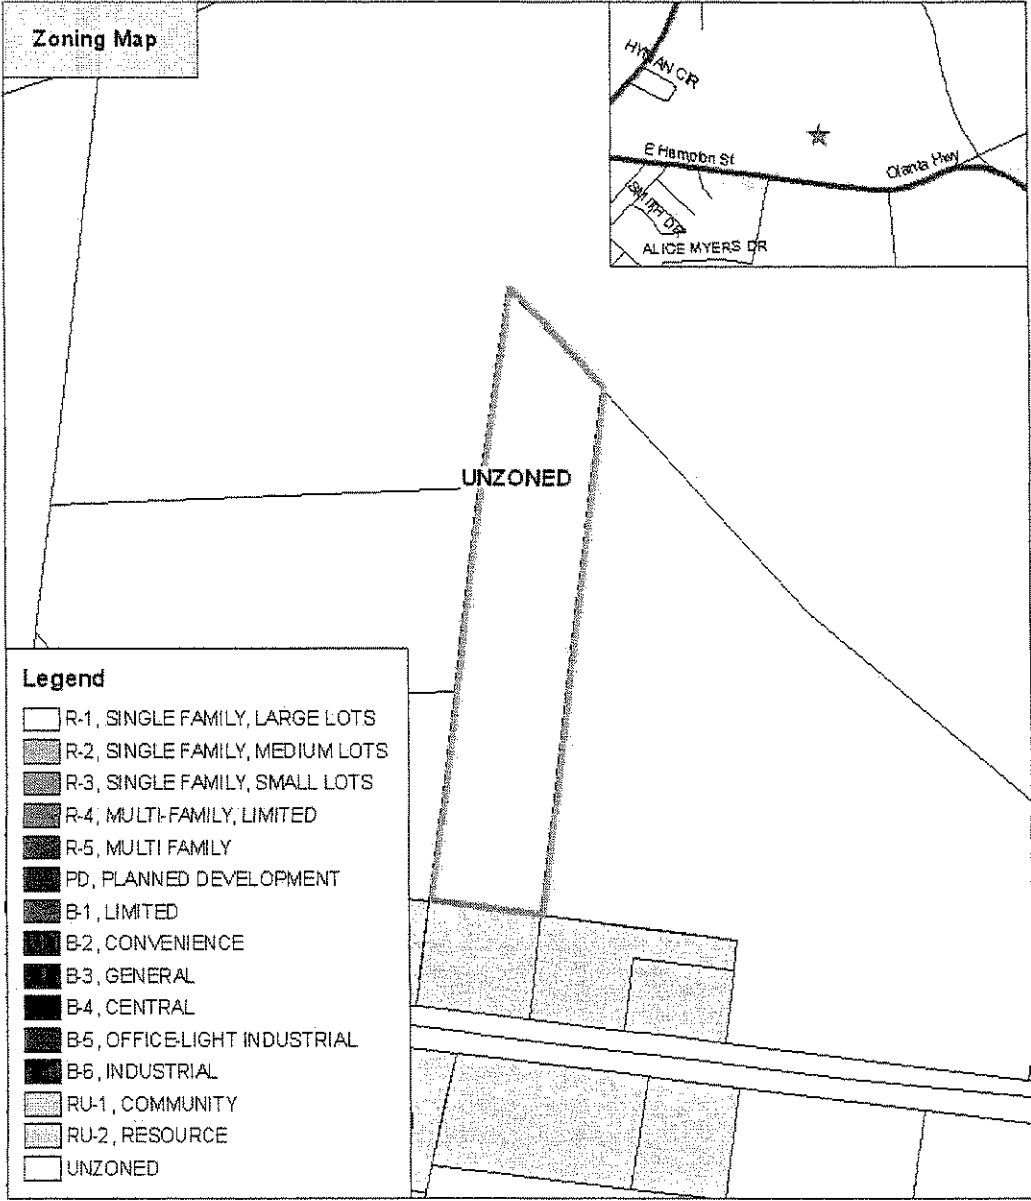 Zoning Map
HYMAN CIR
E Hampton St
Olanta Hwy
SMITH DR
ALICE MYERS DR
UNZONED
Legend
R-1, SINGLE FAMILY, LARGE LOTS
R-2, SINGLE FAMILY, MEDIUM LOTS
R-3, SINGLE FAMILY, SMALL LOTS
R-4, MULTI-FAMILY, LIMITED
R-5, MULTI FAMILY
PD, PLANNED DEVELOPMENT
B-1, LIMITED
B-2, CONVENIENCE
B-3, GENERAL
B-4, CENTRAL
B-5, OFFICE-LIGHT INDUSTRIAL
B-6, INDUSTRIAL
RU-1, COMMUNITY
RU-2, RESOURCE
UNZONED